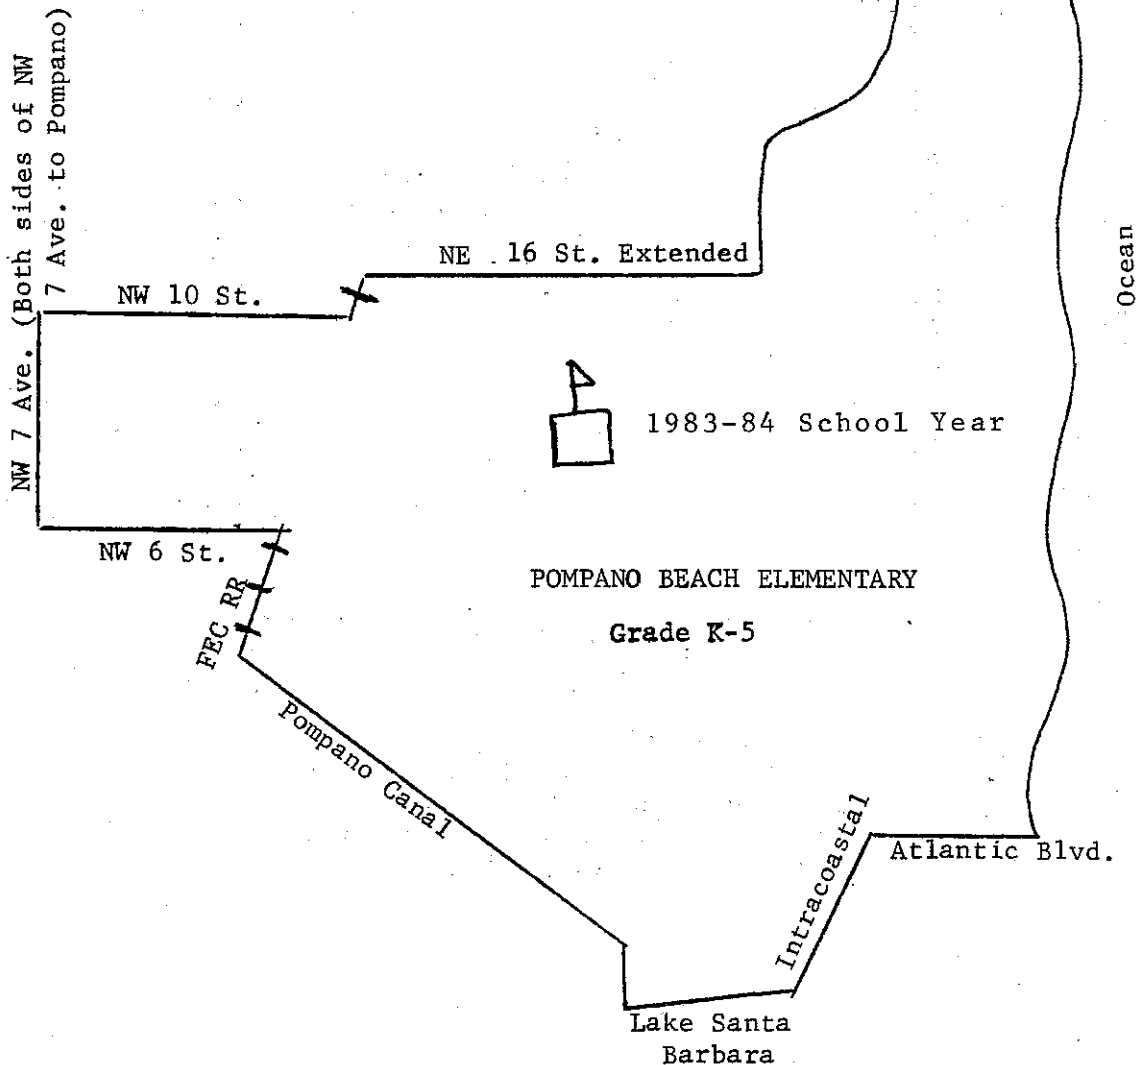 NW 7 Ave. (Both sides of NW
7 Ave. to Pompano)
NE 16 St. Extended
NW 10 St.
Ocean
1983-84 School Year
NW 6 St.
POMPANO BEACH ELEMENTARY
Grade K-5
FEC RR
Pompano Canal
Intracoastal
Atlantic Blvd.
Lake Santa
Barbara